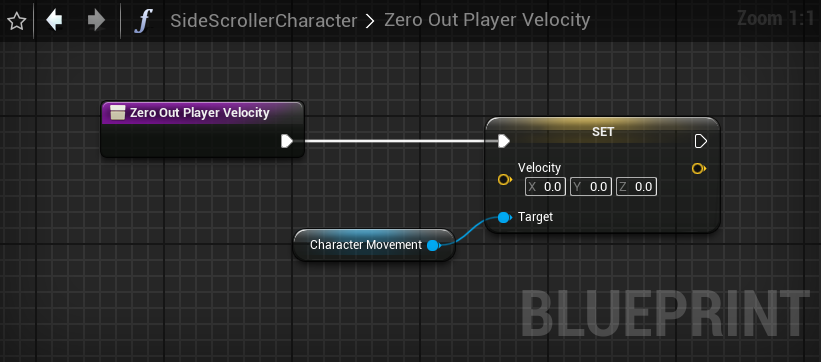 f SideScrollerCharacter > Zero Out Player Velocity
Zoom 1:1
Zero Out Player Velocity
SET
Velocity
X 0.0 Y 0.0 Z 0.0
Target
Character Movement
BLUEPRINT